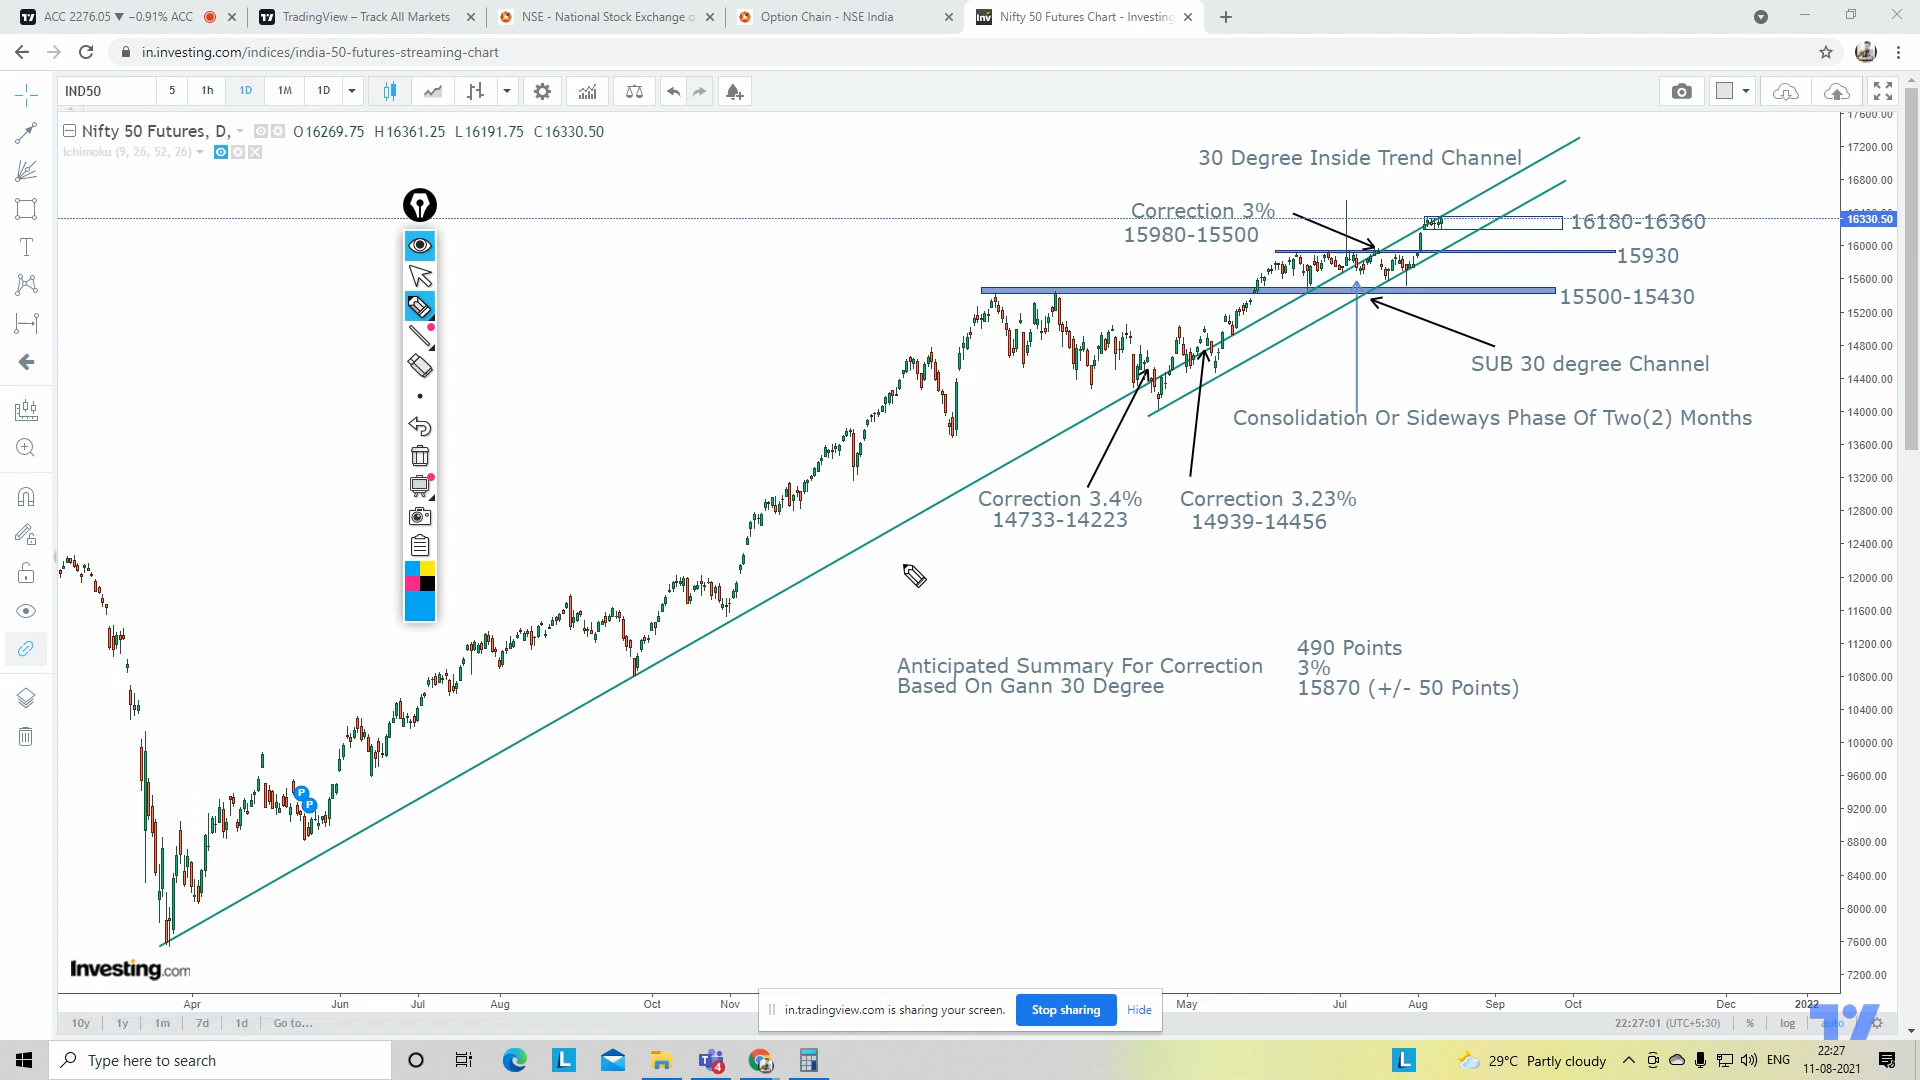 ACC 2276.05 ▼ −0.91% ACC
TradingView – Track All Markets
NSE - National Stock Exchange o
Option Chain - NSE India
Nifty 50 Futures Chart - Investing
in.investing.com/indices/india-50-futures-streaming-chart
IND50 5 1h 1D 1M 1D
Nifty 50 Futures, D, O16269.75 H16361.25 L16191.75 C16330.50
Ichimoku (9, 26, 52, 26)
30 Degree Inside Trend Channel
Correction 3%
15980-15500
16180-16360
15930
15500-15430
SUB 30 degree Channel
Consolidation Or Sideways Phase Of Two(2) Months
Correction 3.4%
14733-14223
Correction 3.23%
14939-14456
Anticipated Summary For Correction
Based On Gann 30 Degree
490 Points
3%
15870 (+/- 50 Points)
P
P
17600.00
17200.00
16800.00
16330.50
16000.00
15600.00
15200.00
14800.00
14400.00
14000.00
13600.00
13200.00
12800.00
12400.00
12000.00
11600.00
11200.00
10800.00
10400.00
10000.00
9600.00
9200.00
8800.00
8400.00
8000.00
7600.00
7200.00
Investing.com
Apr Jun Jul Aug Oct Nov May Jul Aug Sep Oct Dec 2022
in.tradingview.com is sharing your screen. Stop sharing Hide
10y 1y 1m 7d 1d Go to... 22:27:01 (UTC+5:30) % log auto
Type here to search
4
29°C Partly cloudy ENG
22:27
11-08-2021